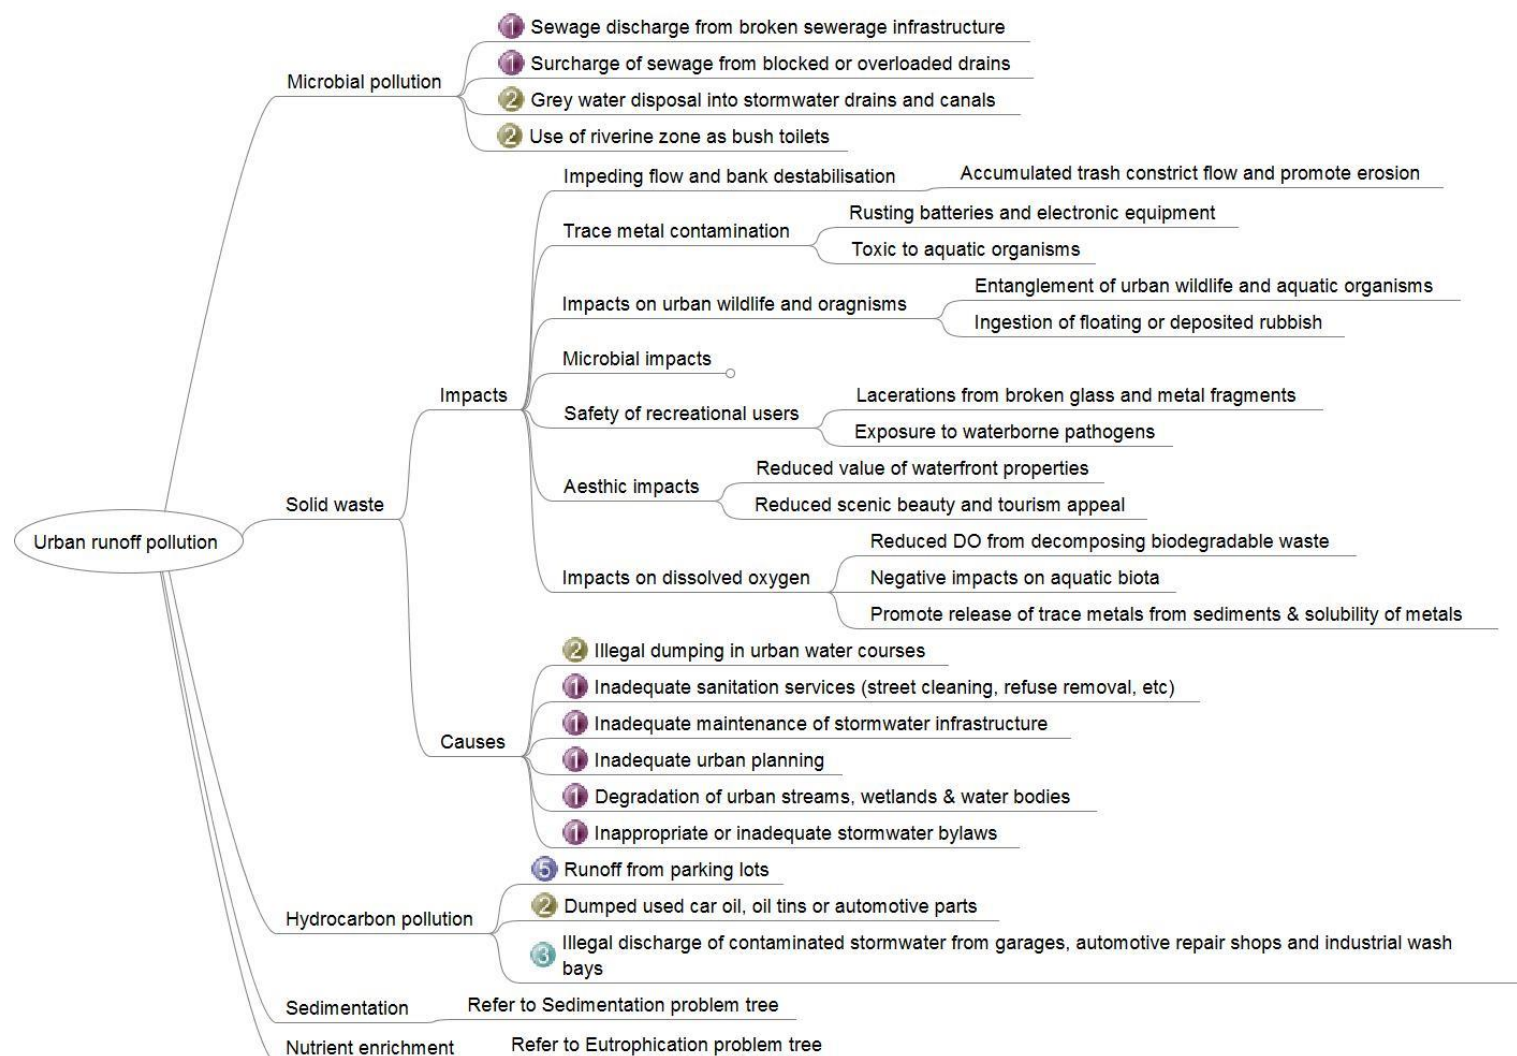 Urban runoff pollution
Microbial pollution
1 Sewage discharge from broken sewerage infrastructure
1 Surcharge of sewage from blocked or overloaded drains
2 Grey water disposal into stormwater drains and canals
2 Use of riverine zone as bush toilets
Solid waste
Impacts
Impeding flow and bank destabilisation
Accumulated trash constrict flow and promote erosion
Trace metal contamination
Rusting batteries and electronic equipment
Toxic to aquatic organisms
Impacts on urban wildlife and oragnisms
Entanglement of urban wildlife and aquatic organisms
Ingestion of floating or deposited rubbish
Microbial impacts
Safety of recreational users
Lacerations from broken glass and metal fragments
Exposure to waterborne pathogens
Aesthic impacts
Reduced value of waterfront properties
Reduced scenic beauty and tourism appeal
Impacts on dissolved oxygen
Reduced DO from decomposing biodegradable waste
Negative impacts on aquatic biota
Promote release of trace metals from sediments & solubility of metals
Causes
2 Illegal dumping in urban water courses
1 Inadequate sanitation services (street cleaning, refuse removal, etc)
1 Inadequate maintenance of stormwater infrastructure
1 Inadequate urban planning
1 Degradation of urban streams, wetlands & water bodies
1 Inappropriate or inadequate stormwater bylaws
Hydrocarbon pollution
5 Runoff from parking lots
2 Dumped used car oil, oil tins or automotive parts
3 Illegal discharge of contaminated stormwater from garages, automotive repair shops and industrial wash
bays
Sedimentation
Refer to Sedimentation problem tree
Nutrient enrichment
Refer to Eutrophication problem tree